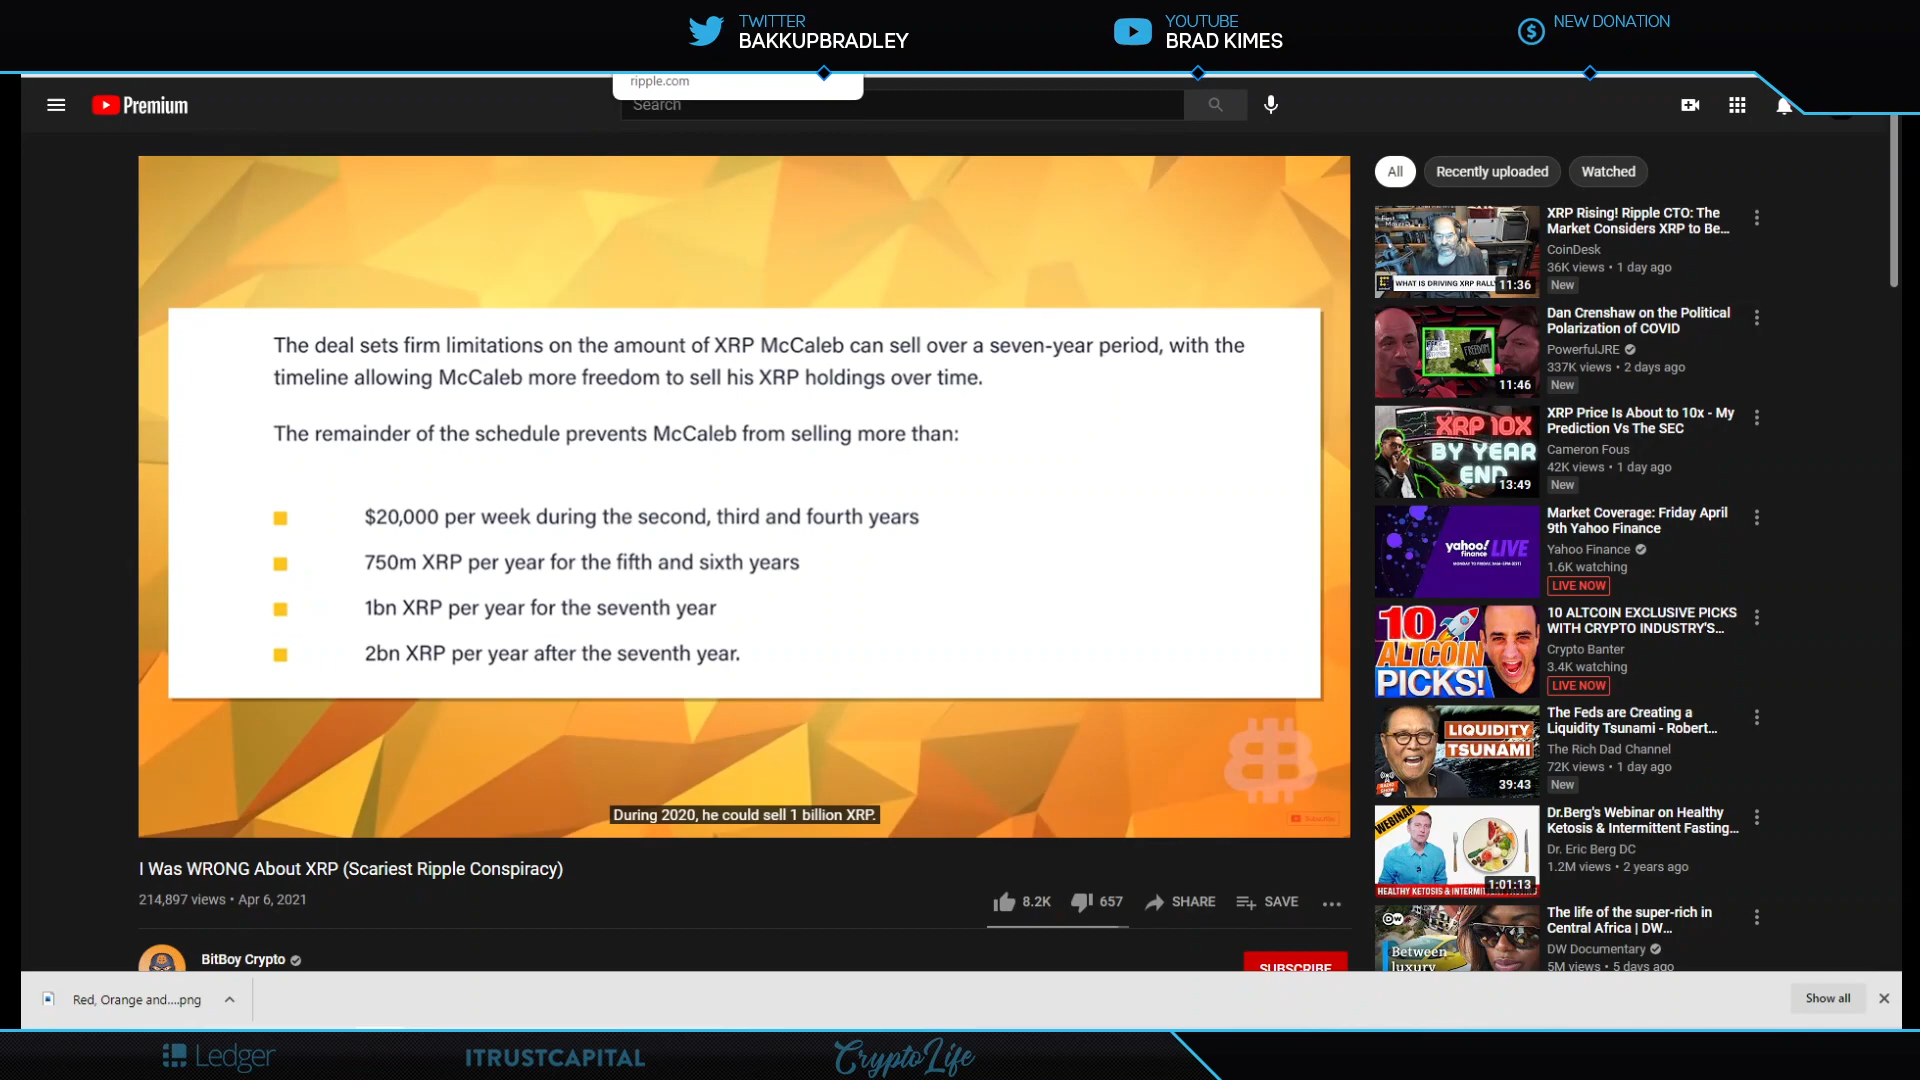 TWITTER
BAKKUPBRADLEY
YOUTUBE
BRAD KIMES
NEW DONATION
ripple.com
Premium
Search
All
Recently uploaded
Watched
The deal sets firm limitations on the amount of XRP McCaleb can sell over a seven-year period, with the
timeline allowing McCaleb more freedom to sell his XRP holdings over time.
The remainder of the schedule prevents McCaleb from selling more than:
$20,000 per week during the second, third and fourth years
750m XRP per year for the fifth and sixth years
1bn XRP per year for the seventh year
2bn XRP per year after the seventh year.
During 2020, he could sell 1 billion XRP.
Subscribe
I Was WRONG About XRP (Scariest Ripple Conspiracy)
214,897 views • Apr 6, 2021
8.2K
657
SHARE
SAVE
BitBoy Crypto
SUBSCRIBE
WHAT IS DRIVING XRP RALL
11:36
XRP Rising! Ripple CTO: The
Market Considers XRP to Be...
CoinDesk
36K views • 1 day ago
New
FREEDOM
11:46
Dan Crenshaw on the Political
Polarization of COVID
PowerfulJRE
337K views • 2 days ago
New
XRP 10X
BY YEAR
END
13:49
XRP Price Is About to 10x - My
Prediction Vs The SEC
Cameron Fous
42K views • 1 day ago
New
yahoo!
finance
LIVE
Market Coverage: Friday April
9th Yahoo Finance
Yahoo Finance
1.6K watching
LIVE NOW
10
ALTCOIN
PICKS!
10 ALTCOIN EXCLUSIVE PICKS
WITH CRYPTO INDUSTRY'S...
Crypto Banter
3.4K watching
LIVE NOW
LIQUIDITY
TSUNAMI
39:43
The Feds are Creating a
Liquidity Tsunami - Robert...
The Rich Dad Channel
72K views • 1 day ago
New
WEBINAR
HEALTHY KETOSIS & INTERMIT
1:01:13
Dr.Berg's Webinar on Healthy
Ketosis & Intermittent Fasting...
Dr. Eric Berg DC
1.2M views • 2 years ago
DW
Between
luxury
The life of the super-rich in
Central Africa | DW...
DW Documentary
5M views • 5 days ago
Red, Orange and....png
Show all
Ledger
ITRUSTCAPITAL
CryptoLife